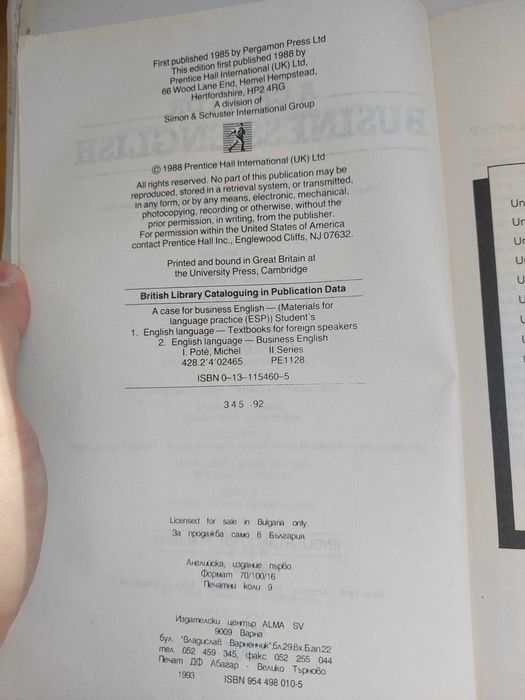 First published 1985 by Pergamon Press Ltd
This edition first published 1988 by
Prentice Hall International (UK) Ltd,
66 Wood Lane End, Hemel Hempstead,
Hertfordshire, HP2 4RG
A division of
Simon & Schuster International Group
© 1988 Prentice Hall International (UK) Ltd
All rights reserved. No part of this publication may be
reproduced, stored in a retrieval system, or transmitted,
in any form, or by any means, electronic, mechanical,
photocopying, recording or otherwise, without the
prior permission, in writing, from the publisher.
For permission within the United States of America
contact Prentice Hall Inc., Englewood Cliffs, NJ 07632.
Printed and bound in Great Britain at
the University Press, Cambridge
British Library Cataloguing in Publication Data
A case for business English — (Materials for
language practice (ESP)) Student's
1. English language — Textbooks for foreign speakers
2. English language — Business English
I. Poté, Michel II Series
428.2'4'02465 PE1128
ISBN 0-13-115460-5
3 4 5 92
Licensed for sale in Bulgaria only.
За продажба само в България
Английска, издание първо
Формат 70/100/16
Печатни коли 9
Издателски център ALMA SV
9009 Варна
бул. "Владислав Варненчик",бл.29,Вх.Б,ап.22
тел. 052 459 345, факс 052 255 044
Печат ДФ Абагар - Велико Търново
1993 ISBN 954 498 010-5